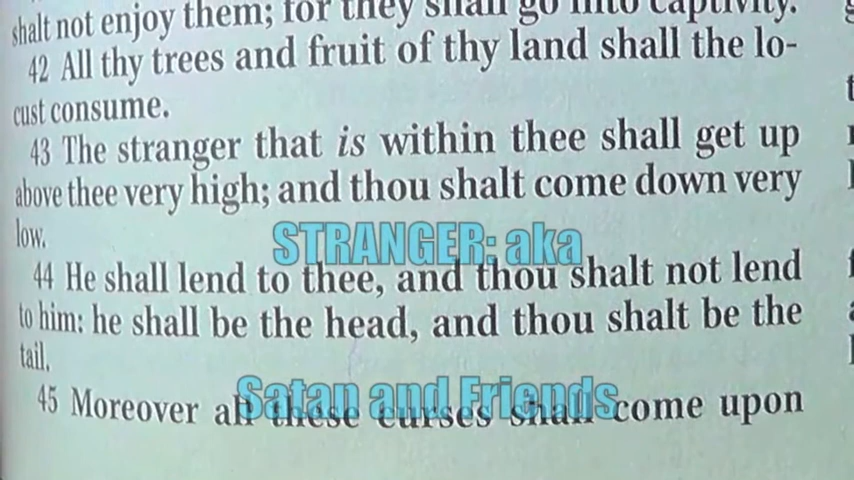 shalt not enjoy them; for they shall go into captivity.
42 All thy trees and fruit of thy land shall the lo-
cust consume.
43 The stranger that is within thee shall get up
above thee very high; and thou shalt come down very
low.
STRANGER: aka
44 He shall lend to thee, and thou shalt not lend
to him: he shall be the head, and thou shalt be the
tail.
Satan and Friends
45 Moreover all these curses shall come upon